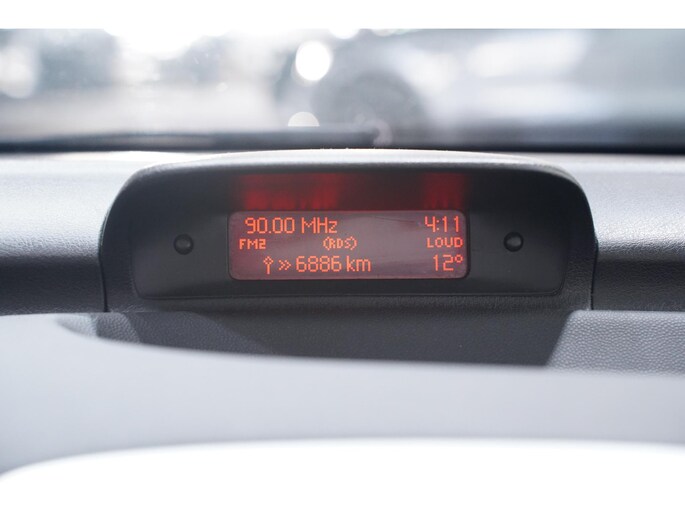 90.00 MHz 4:11
FM2 (RDS) LOUD
>> 6886 km 12°